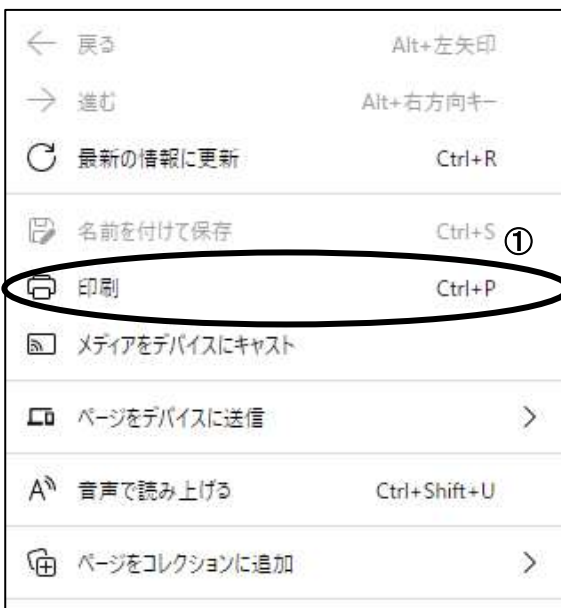 戻る Alt+左矢印
進む Alt+右方向キー
最新の情報に更新 Ctrl+R
名前を付けて保存 Ctrl+S ①
印刷 Ctrl+P
メディアをデバイスにキャスト
ページをデバイスに送信
音声で読み上げる Ctrl+Shift+U
ページをコレクションに追加